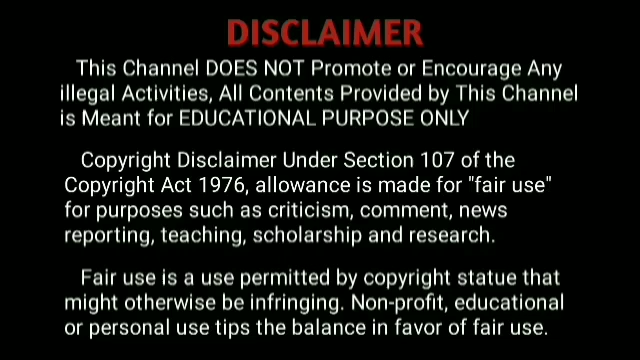 DISCLAIMER
This Channel DOES NOT Promote or Encourage Any
illegal Activities, All Contents Provided by This Channel
is Meant for EDUCATIONAL PURPOSE ONLY
Copyright Disclaimer Under Section 107 of the
Copyright Act 1976, allowance is made for "fair use"
for purposes such as criticism, comment, news
reporting, teaching, scholarship and research.
Fair use is a use permitted by copyright statue that
might otherwise be infringing. Non-profit, educational
or personal use tips the balance in favor of fair use.